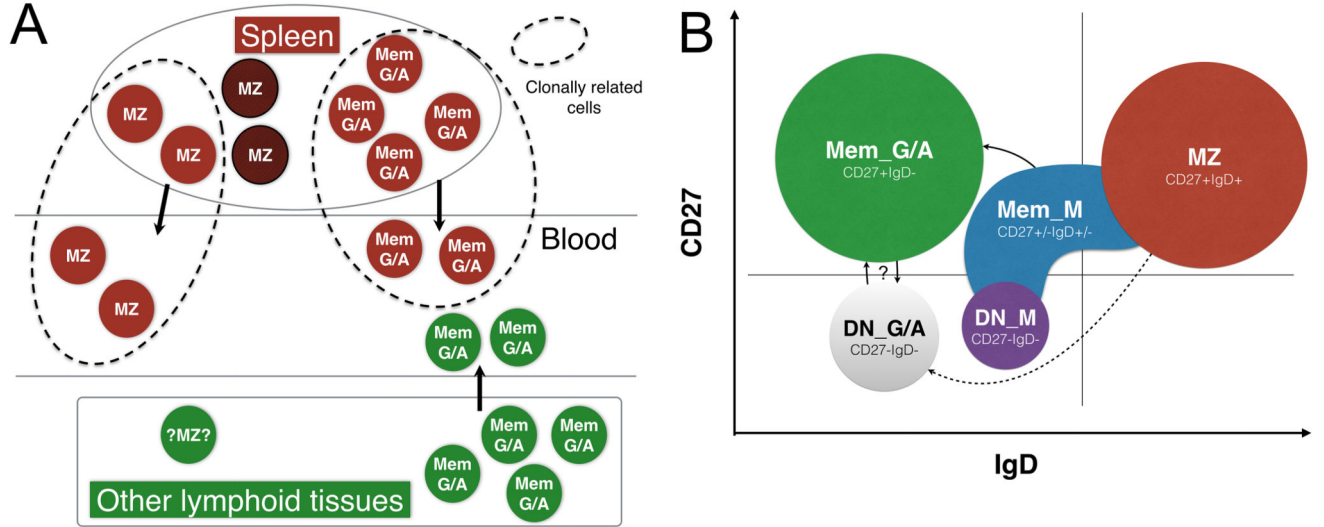 A
Spleen
MZ
MZ
MZ
MZ
Mem
G/A
Mem
G/A
Mem
G/A
Mem
G/A
Clonally related
cells
Blood
MZ
MZ
Mem
G/A
Mem
G/A
Mem
G/A
Mem
G/A
?MZ?
Mem
G/A
Mem
G/A
Mem
G/A
Mem
G/A
Other lymphoid tissues
B
CD27
Mem_G/A
CD27+IgD-
MZ
CD27+IgD+
Mem_M
CD27+/-IgD+/-
?
DN_G/A
CD27-IgD-
DN_M
CD27-IgD-
IgD